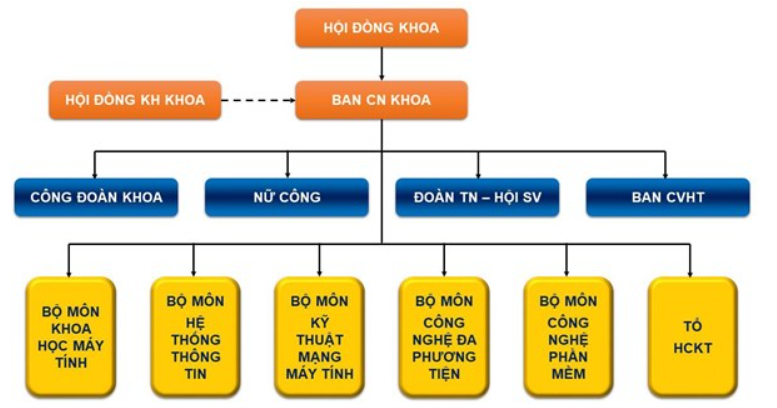 HỘI ĐỒNG KHOA
HỘI ĐỒNG KH KHOA
BAN CN KHOA
CÔNG ĐOÀN KHOA
NỮ CÔNG
ĐOÀN TN – HỘI SV
BAN CVHT
BỘ MÔN
KHOA
HỌC MÁY
TÍNH
BỘ MÔN
HỆ
THỐNG
THÔNG
TIN
BỘ MÔN
KỸ
THUẬT
MẠNG
MÁY TÍNH
BỘ MÔN
CÔNG
NGHỆ ĐA
PHƯƠNG
TIỆN
BỘ MÔN
CÔNG
NGHỆ
PHẦN
MỀM
TỔ
HCKT